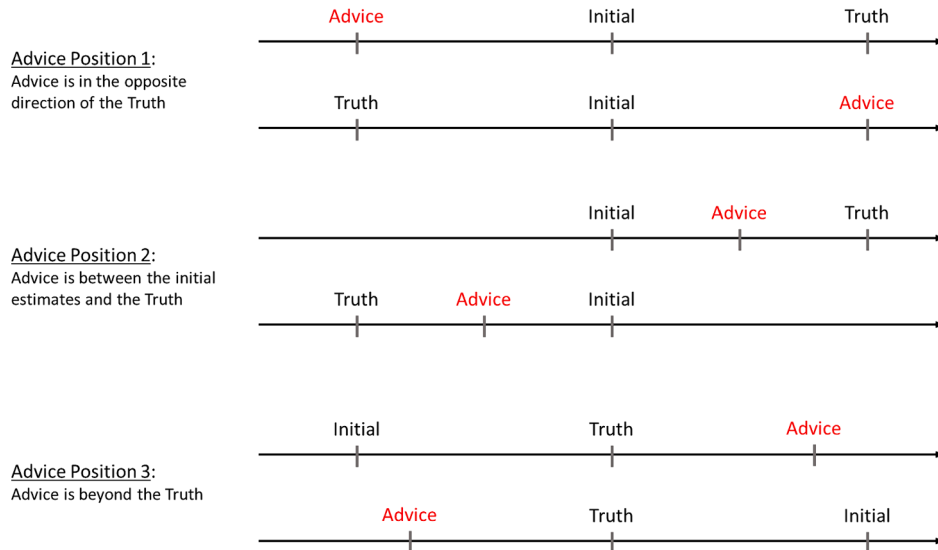 Advice Initial Truth
Advice Position 1:
Advice is in the opposite
direction of the Truth
Truth Initial Advice
Initial Advice Truth
Advice Position 2:
Advice is between the initial
estimates and the Truth
Truth Advice Initial
Initial Truth Advice
Advice Position 3:
Advice is beyond the Truth
Advice Truth Initial